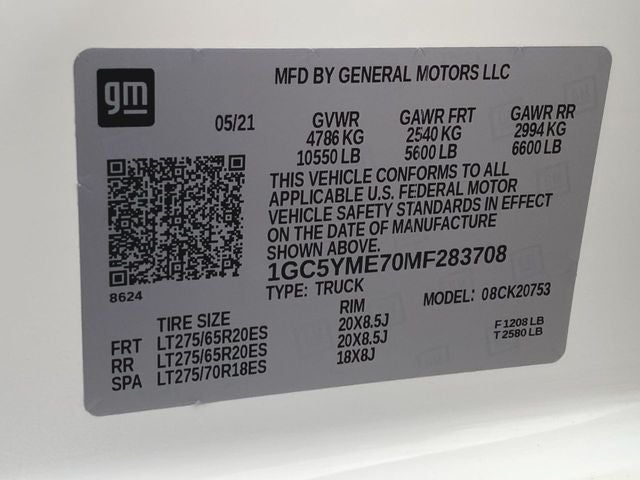 gm
MFD BY GENERAL MOTORS LLC
05/21 GVWR GAWR FRT GAWR RR
4786 KG 2540 KG 2994 KG
10550 LB 5600 LB 6600 LB
THIS VEHICLE CONFORMS TO ALL
APPLICABLE U.S. FEDERAL MOTOR
VEHICLE SAFETY STANDARDS IN EFFECT
ON THE DATE OF MANUFACTURE
SHOWN ABOVE.
8624
1GC5YME70MF283708
TYPE: TRUCK MODEL: 08CK20753
TIRE SIZE RIM
FRT LT275/65R20ES 20X8.5J F1208 LB
RR LT275/65R20ES 20X8.5J T2580 LB
SPA LT275/70R18ES 18X8J